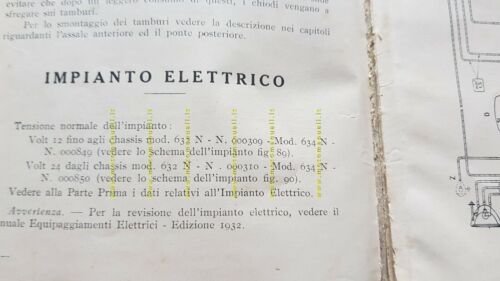 evitare che dopo un leggero consumo di questi, i chiodi vengano a
sfregare sui tamburi.
Per lo smontaggio dei tamburi vedere la descrizione nei capitoli
riguardanti l'assale anteriore ed il ponte posteriore.
IMPIANTO ELETTRICO
Tensione normale dell'impianto:
Volt 12 fino agli chassis mod. 632 N - N. 000309 - Mod. 634 N -
N. 000849 (vedere lo schema dell'impianto fig. 89).
Volt 24 dagli chassis mod. 632 N - N. 000310 - Mod. 634 N -
N. 000850 (vedere lo schema dell'impianto fig. 90).
Vedere alla Parte Prima i dati relativi all'Impianto Elettrico.
Avvertenza. — Per la revisione dell'impianto elettrico, vedere il
nuale Equipaggiamenti Elettrici - Edizione 1932.